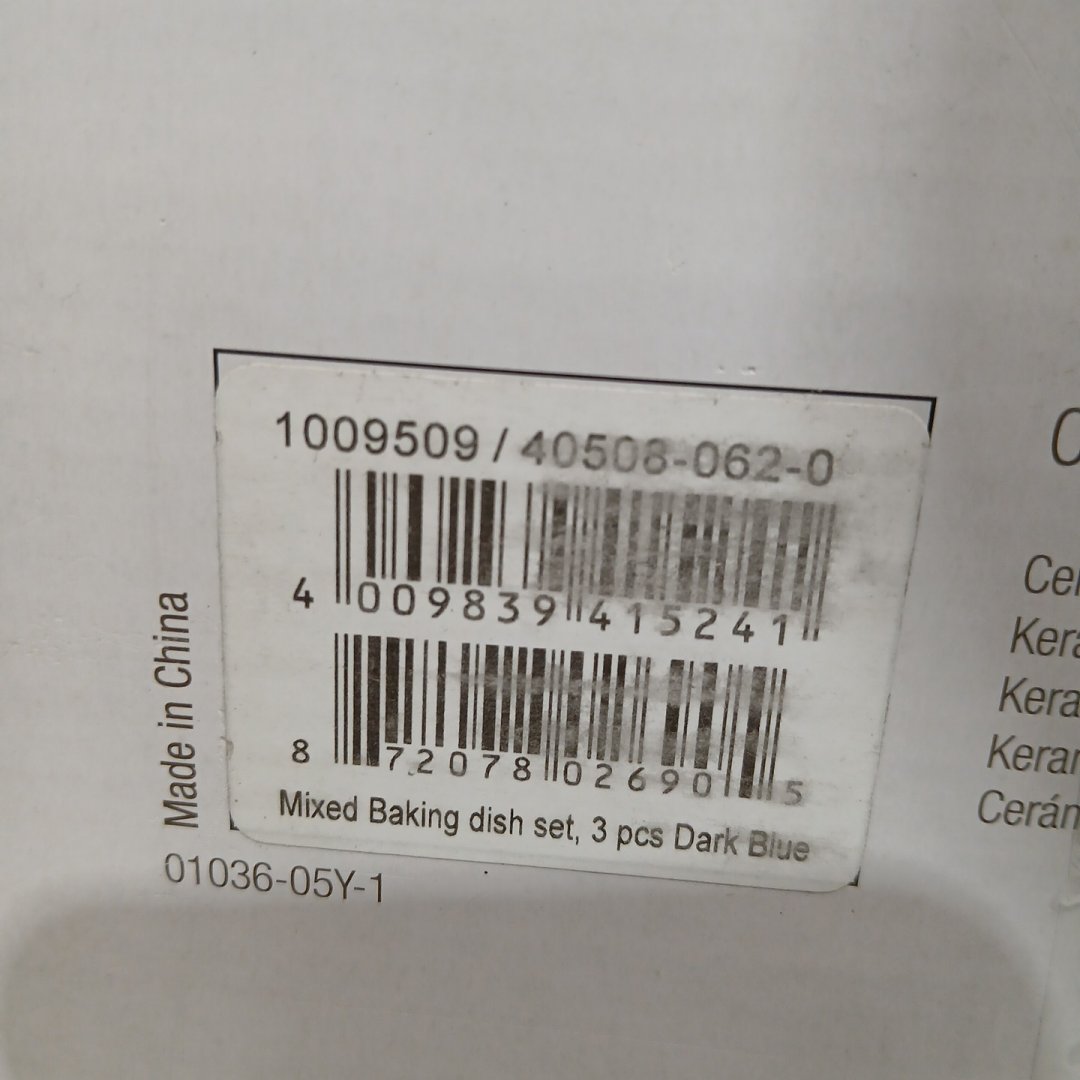 1009509 / 40508-062-0
4 009839 415241
8 72078 02690 5
Mixed Baking dish set, 3 pcs Dark Blue
Made in China
01036-05Y-1